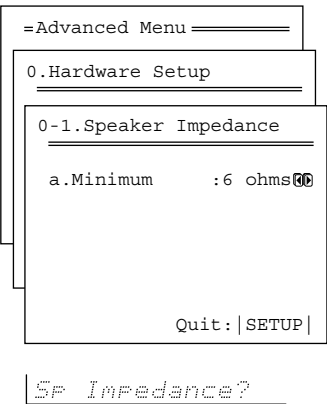 =Advanced Menu
0.Hardware Setup
0-1.Speaker Impedance
a.Minimum :6 ohms
Quit:|SETUP|
Sp Impedance?